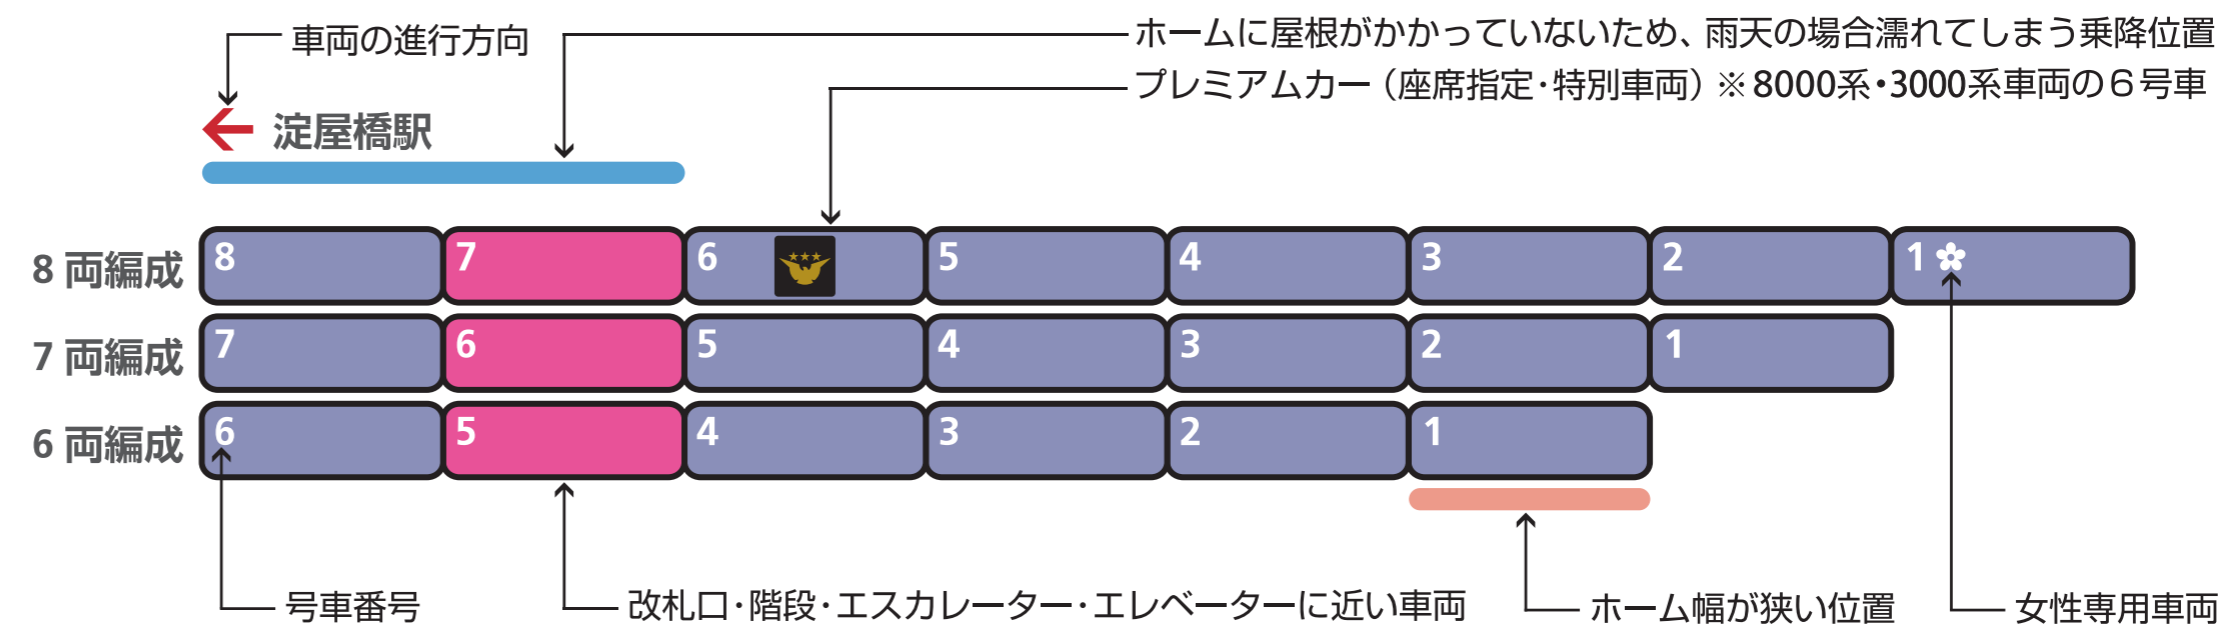 車両の進行方向
ホームに屋根がかかっていないため、雨天の場合濡れてしまう乗降位置
プレミアムカー（座席指定・特別車両）※8000系・3000系車両の６号車
淀屋橋駅
8 両編成 8 7 6 5 4 3 2 1
7 両編成 7 6 5 4 3 2 1
6 両編成 6 5 4 3 2 1
号車番号
改札口・階段・エスカレーター・エレベーターに近い車両
ホーム幅が狭い位置
女性専用車両